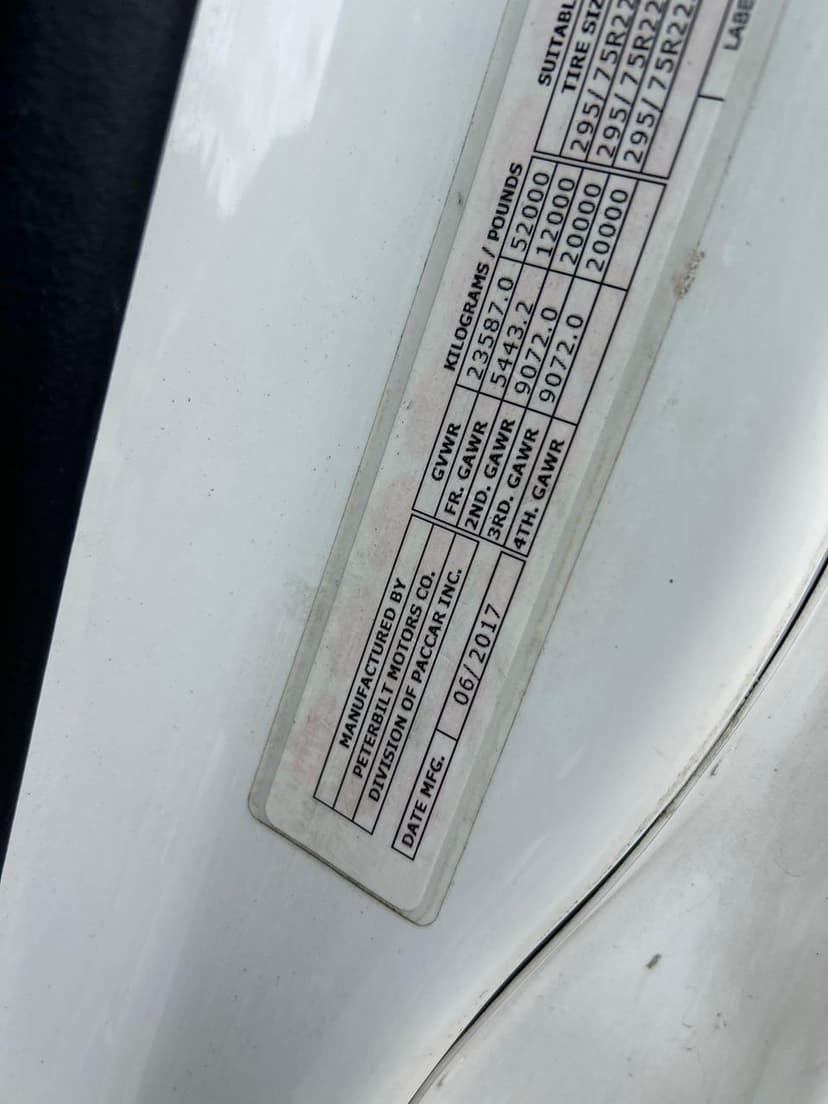 MANUFACTURED BY
PETERBILT MOTORS CO.
DIVISION OF PACCAR INC.
DATE MFG. 06/2017
KILOGRAMS / POUNDS
GVWR 23587.0 52000
FR. GAWR 5443.2 12000
2ND. GAWR 9072.0 20000
3RD. GAWR 9072.0 20000
4TH. GAWR
TIRE
295/75R22
295/75R22
295/75R22.